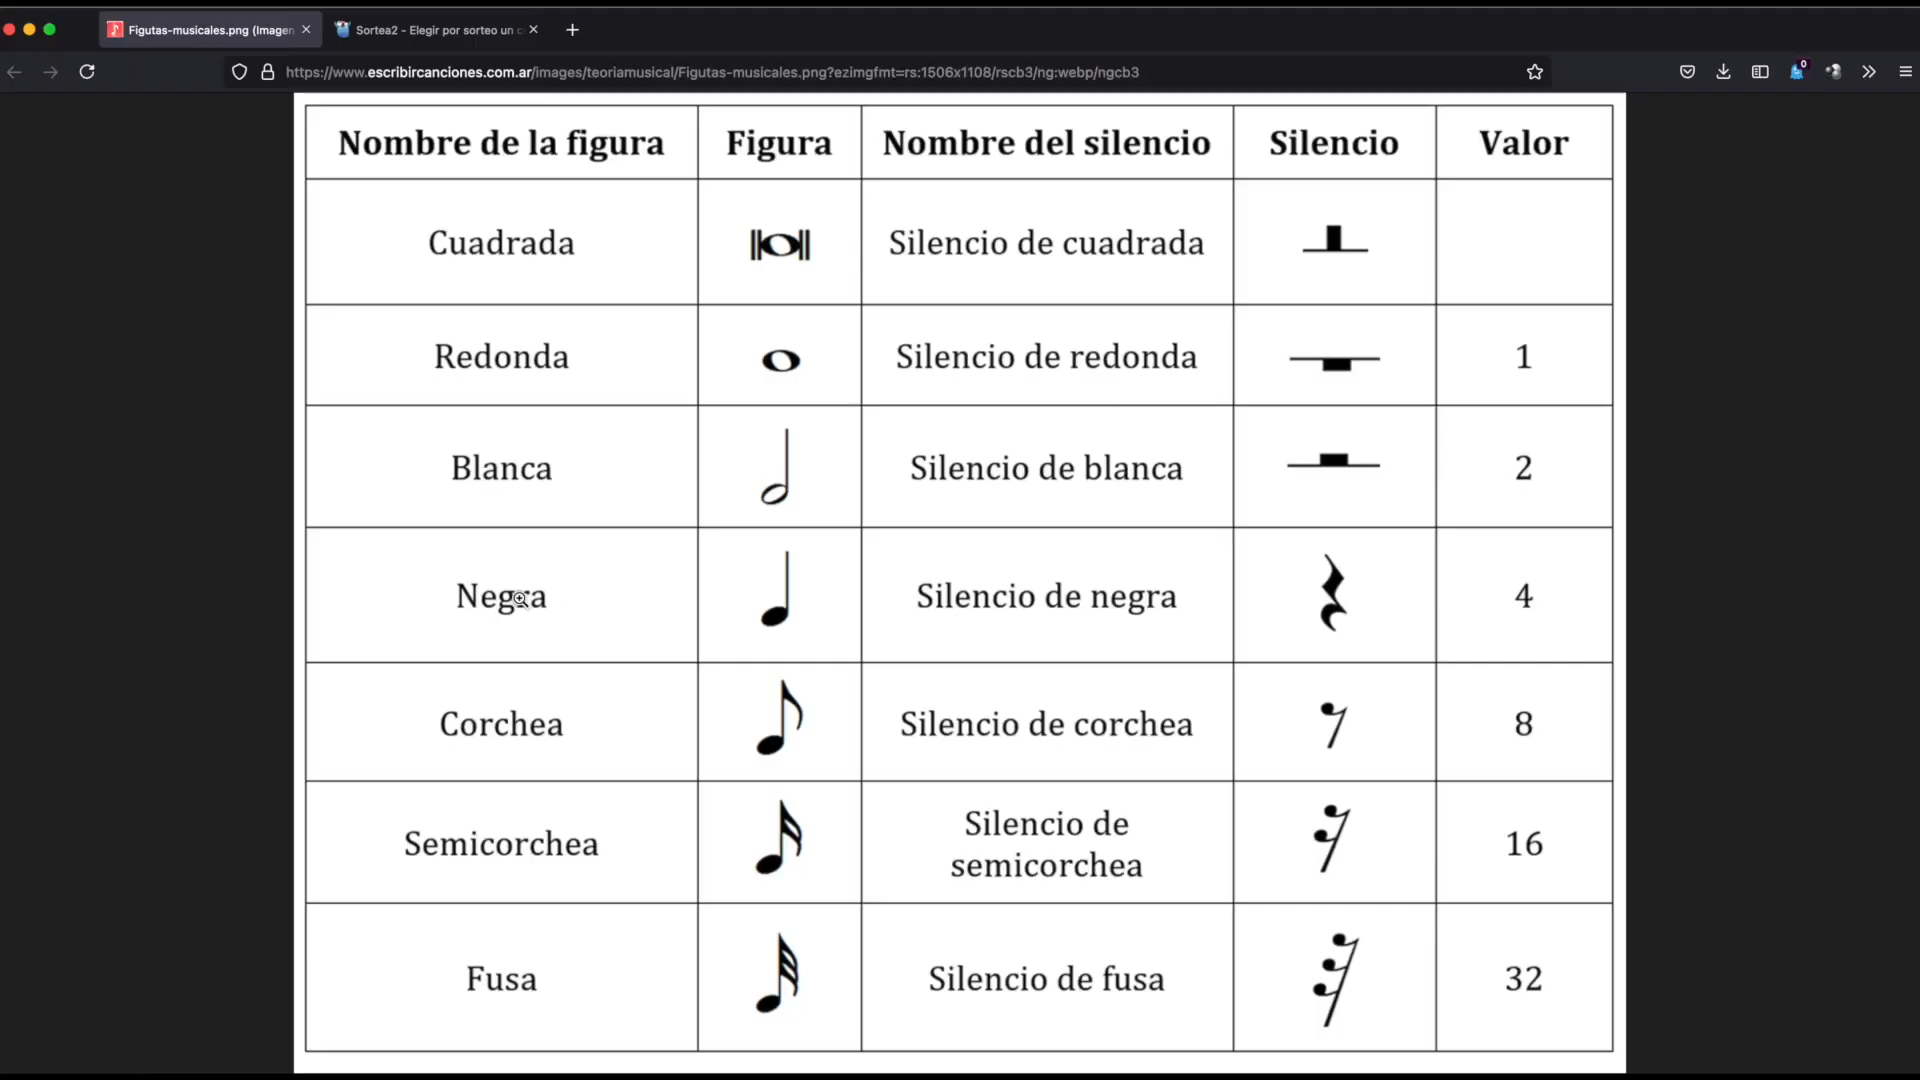 Figutas-musicales.png (Imagen
Sortea2 - Elegir por sorteo un
https://www.escribircanciones.com.ar/images/teoriamusical/Figutas-musicales.png?ezimgfmt=rs:1506x1108/rscb3/ng:webp/ngcb3
0
Nombre de la figura Figura Nombre del silencio Silencio Valor
Cuadrada Silencio de cuadrada
Redonda Silencio de redonda 1
Blanca Silencio de blanca 2
Negra Silencio de negra 4
Corchea Silencio de corchea 8
Semicorchea Silencio de semicorchea 16
Fusa Silencio de fusa 32